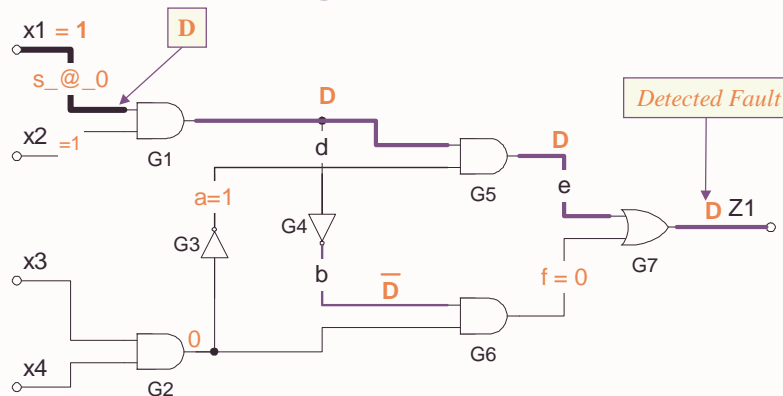 x1 = 1
D
s_@_0
Detected Fault
D
x2 =1
G1
d
D
G5
e
D Z1
a=1
G4
G3
b
D̅
f = 0
G7
x3
0
G6
x4
G2